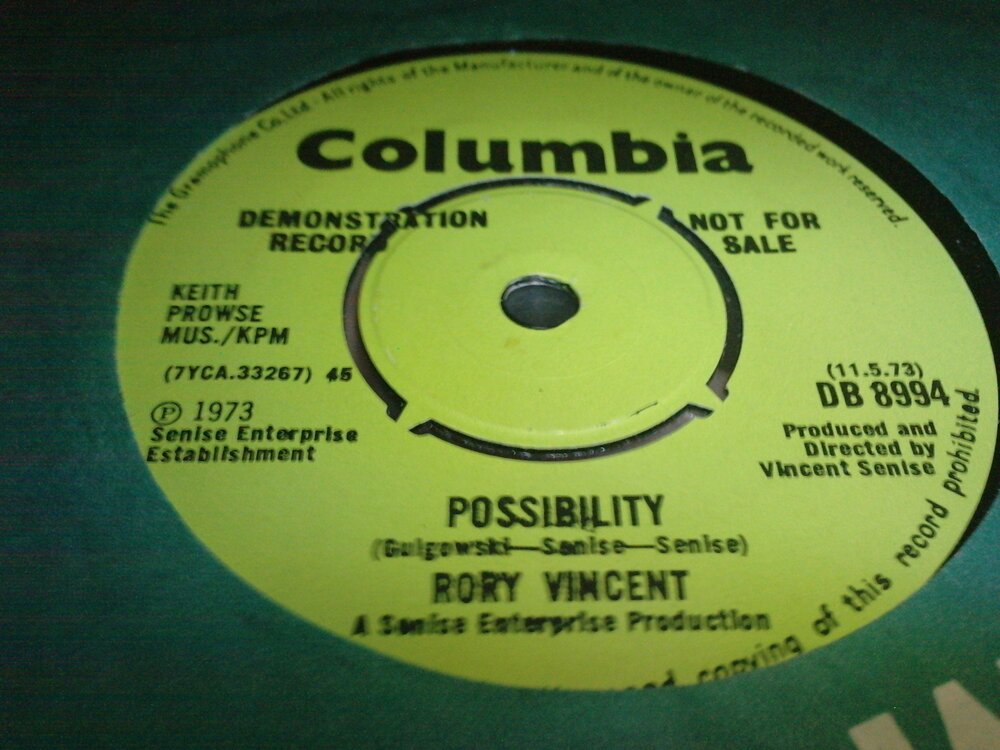 The Gramophone Co. Ltd. · All rights of the Manufacturer and of the owner of the recorded work reserved.
Columbia
DEMONSTRATION
RECORD
NOT FOR
SALE
KEITH
PROWSE
MUS./KPM
(7YCA.33267) 45
Ⓟ 1973
Senise Enterprise
Establishment
(11.5.73)
DB 8994
Produced and
Directed by
Vincent Senise
POSSIBILITY
(Gulgowski—Senise—Senise)
RORY VINCENT
A Senise Enterprise Production
copying of this record prohibited.